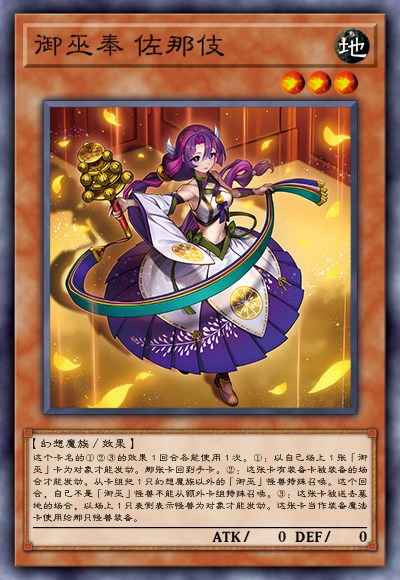 御巫奉 佐那伎
地
【幻想魔族／效果】
这个卡名的①②③的效果1回合各能使用1次。①：以自己场上1张「御
巫」卡为对象才能发动。那张卡回到手卡。②：这张卡有装备卡被装备的场
合才能发动。从卡组把1只幻想魔族以外的「御巫」怪兽特殊召唤。这个回
合，自己不是「御巫」怪兽不能从额外卡组特殊召唤。③：这张卡被送去墓
地的场合，以场上1只表侧表示怪兽为对象才能发动。这张卡当作装备魔法
卡使用给那只怪兽装备。
ATK/ 0 DEF/ 0